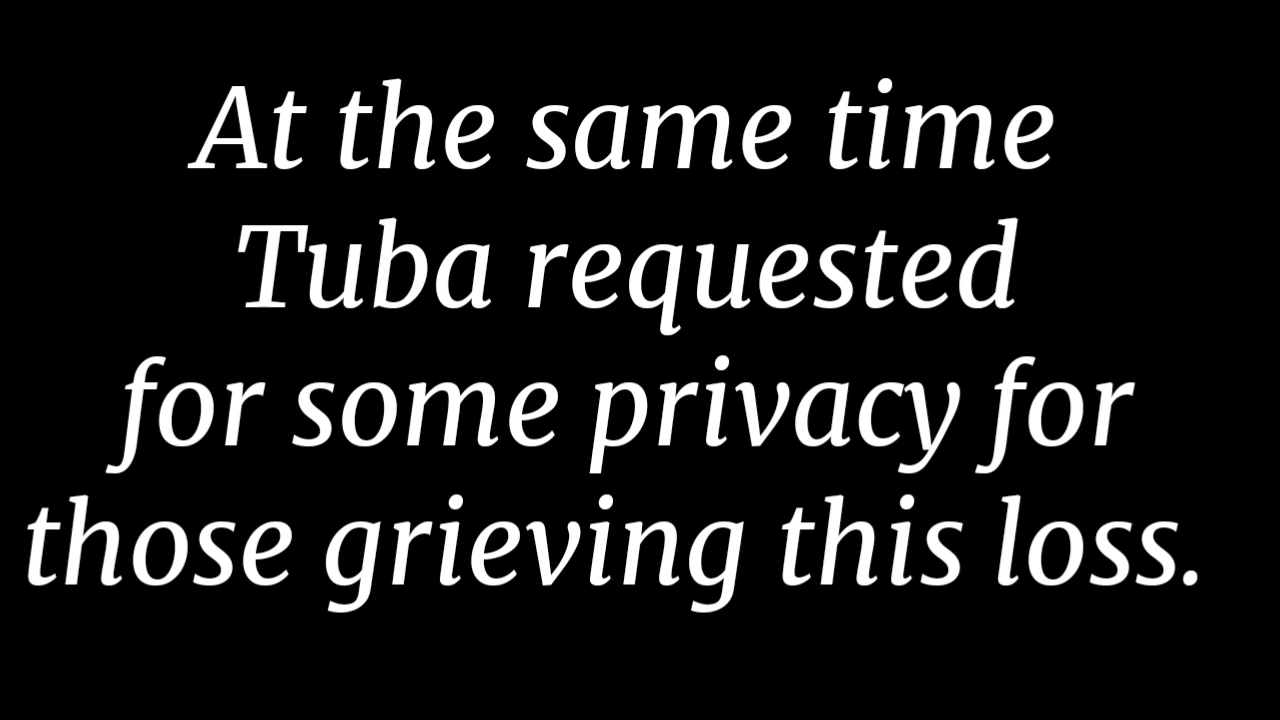 At the same time
Tuba requested
for some privacy for
those grieving this loss.